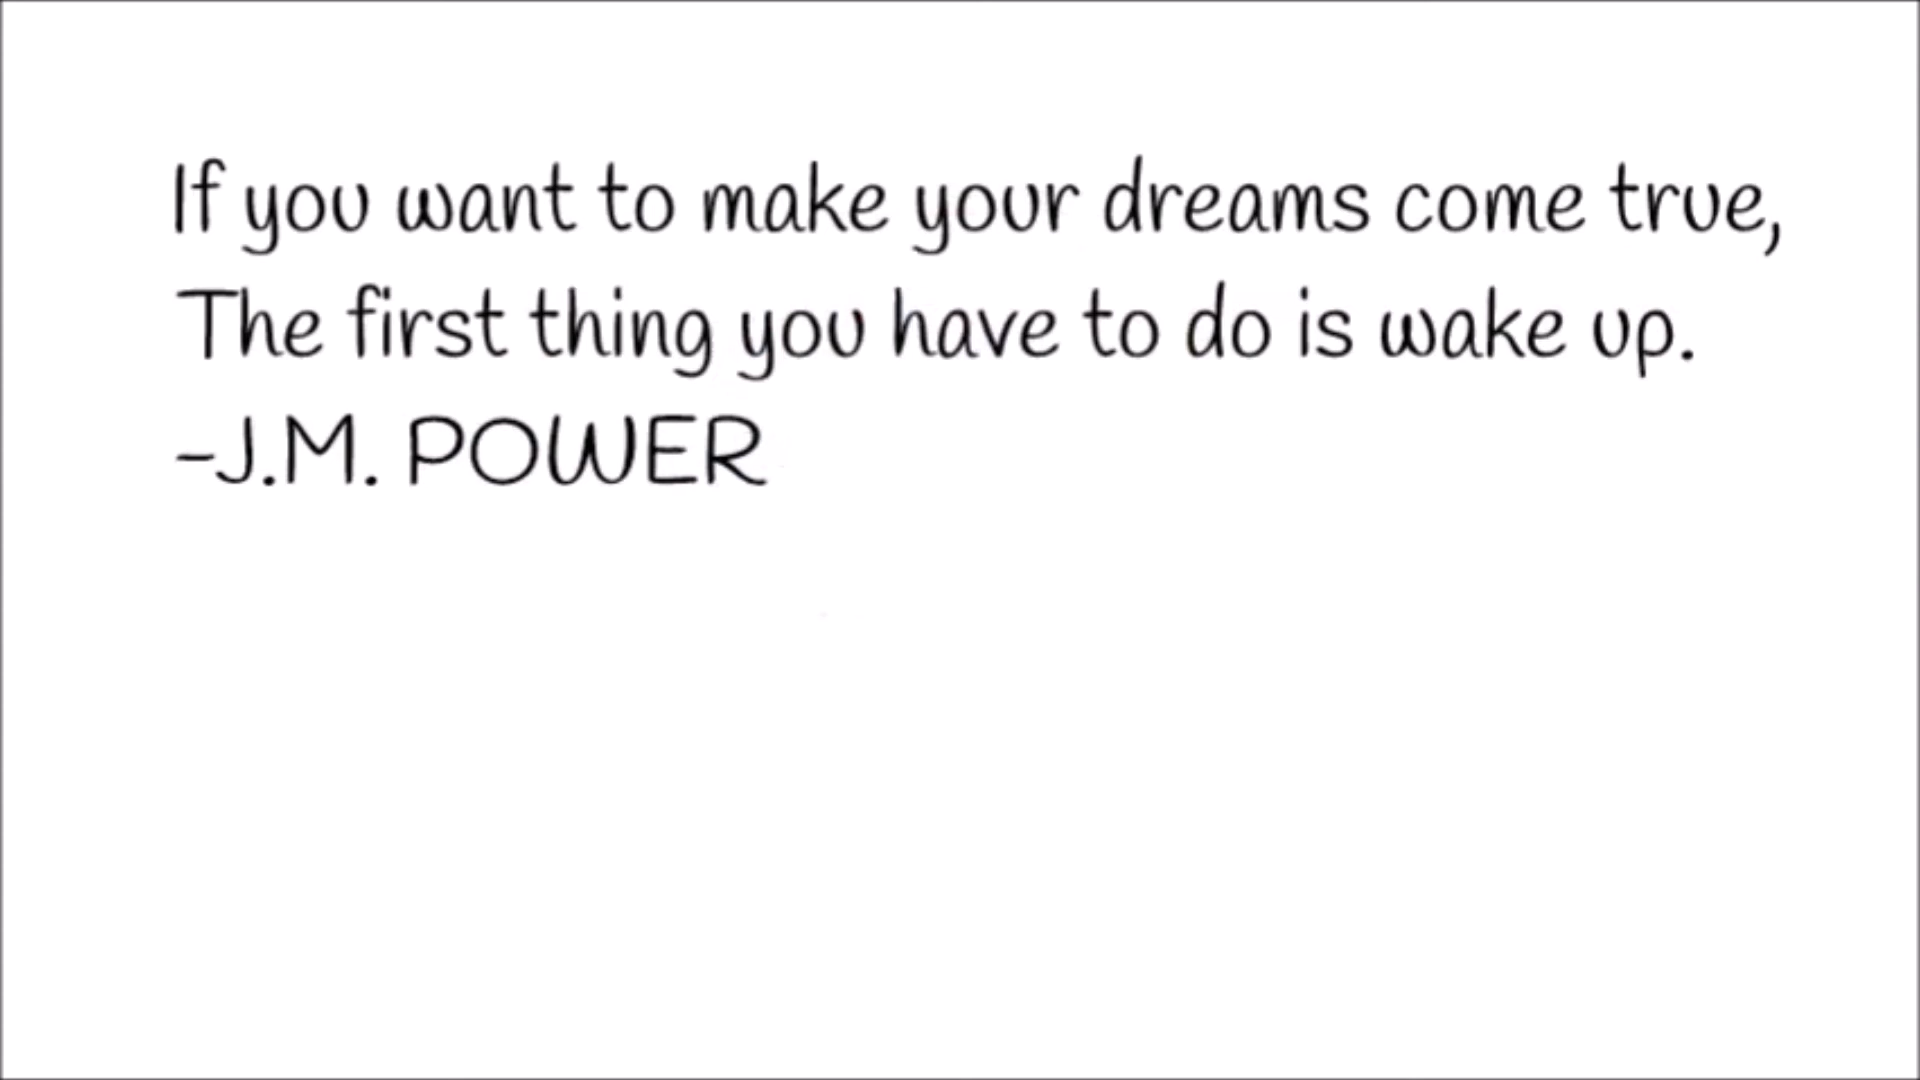 If you want to make your dreams come true,
The first thing you have to do is wake up.
-J.M. POWER